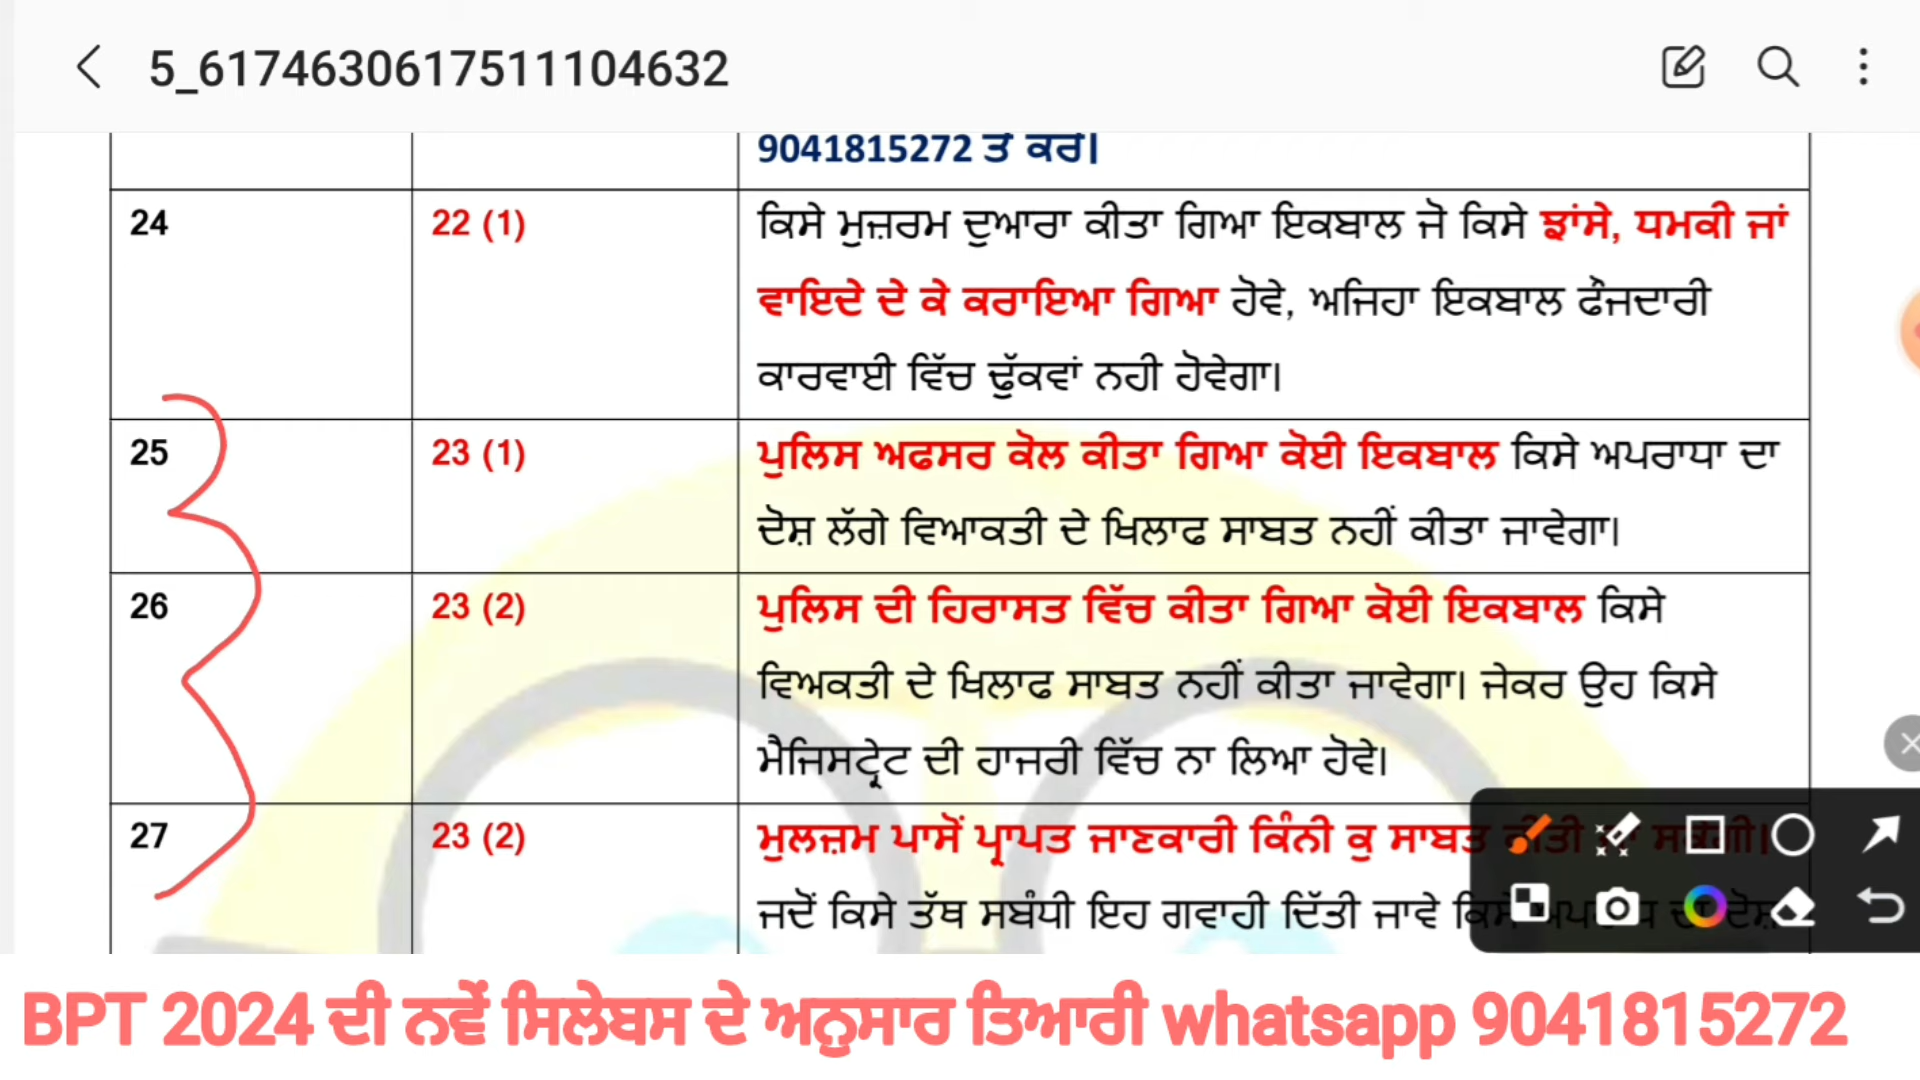 5_6174630617511104632
9041815272 ਤੇ ਕਰੋ।
24
22 (1)
ਕਿਸੇ ਮੁਜ਼ਰਮ ਦੁਆਰਾ ਕੀਤਾ ਗਿਆ ਇਕਬਾਲ ਜੋ ਕਿਸੇ ਝਾਂਸੇ, ਧਮਕੀ ਜਾਂ
ਵਾਇਦੇ ਦੇ ਕੇ ਕਰਾਇਆ ਗਿਆ ਹੋਵੇ, ਅਜਿਹਾ ਇਕਬਾਲ ਫੌਜਦਾਰੀ
ਕਾਰਵਾਈ ਵਿੱਚ ਢੁੱਕਵਾਂ ਨਹੀ ਹੋਵੇਗਾ।
25
23 (1)
ਪੁਲਿਸ ਅਫਸਰ ਕੋਲ ਕੀਤਾ ਗਿਆ ਕੋਈ ਇਕਬਾਲ ਕਿਸੇ ਅਪਰਾਧਾ ਦਾ
ਦੋਸ਼ ਲੱਗੇ ਵਿਆਕਤੀ ਦੇ ਖਿਲਾਫ ਸਾਬਤ ਨਹੀਂ ਕੀਤਾ ਜਾਵੇਗਾ।
26
23 (2)
ਪੁਲਿਸ ਦੀ ਹਿਰਾਸਤ ਵਿੱਚ ਕੀਤਾ ਗਿਆ ਕੋਈ ਇਕਬਾਲ ਕਿਸੇ
ਵਿਅਕਤੀ ਦੇ ਖਿਲਾਫ ਸਾਬਤ ਨਹੀਂ ਕੀਤਾ ਜਾਵੇਗਾ। ਜੇਕਰ ਉਹ ਕਿਸੇ
ਮੈਜਿਸਟ੍ਰੇਟ ਦੀ ਹਾਜਰੀ ਵਿੱਚ ਨਾ ਲਿਆ ਹੋਵੇ।
27
23 (2)
ਮੁਲਜ਼ਮ ਪਾਸੋਂ ਪ੍ਰਾਪਤ ਜਾਣਕਾਰੀ ਕਿੰਨੀ ਕੁ ਸਾਬਤ
ਜਦੋਂ ਕਿਸੇ ਤੱਥ ਸਬੰਧੀ ਇਹ ਗਵਾਹੀ ਦਿੱਤੀ ਜਾਵੇ ਕਿਸੇ
BPT 2024 ਦੀ ਨਵੇਂ ਸਿਲੇਬਸ ਦੇ ਅਨੁਸਾਰ ਤਿਆਰੀ whatsapp 9041815272